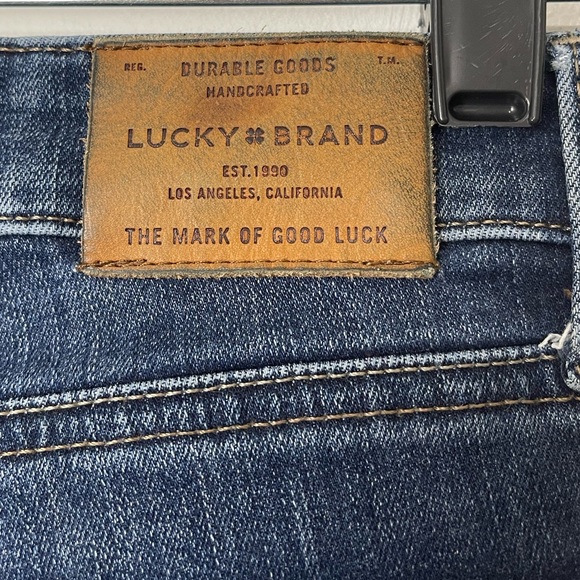 REG. DURABLE GOODS T.M.
HANDCRAFTED
LUCKY BRAND
EST.1990
LOS ANGELES, CALIFORNIA
THE MARK OF GOOD LUCK